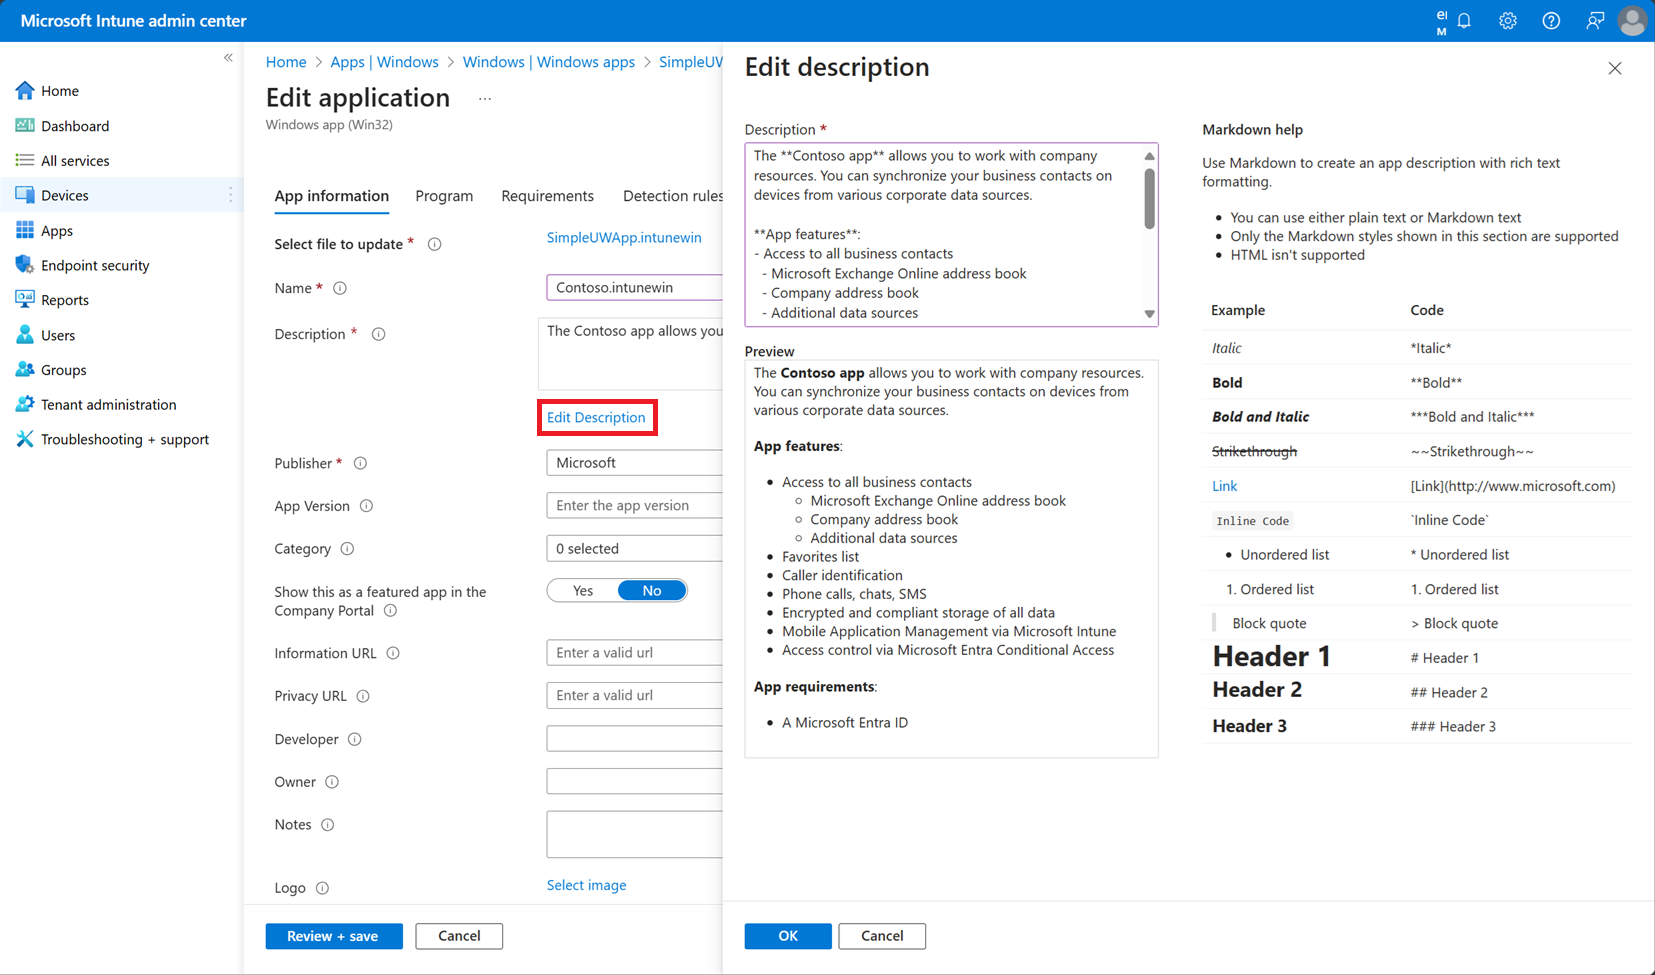 Microsoft Intune admin center
Home
Dashboard
All services
Devices
Apps
Endpoint security
Reports
Users
Groups
Tenant administration
Troubleshooting + support
Home > Apps | Windows > Windows | Windows apps > SimpleUW
Edit application ...
Windows app (Win32)
App information Program Requirements Detection rules
Select file to update * SimpleUWApp.intunewin
Name * Contoso.intunewin
Description * The Contoso app allows you
Edit Description
Publisher * Microsoft
App Version Enter the app version
Category 0 selected
Show this as a featured app in the
Company Portal
Yes No
Information URL Enter a valid url
Privacy URL Enter a valid url
Developer
Owner
Notes
Logo Select image
Review + save Cancel
Edit description
Description *
The **Contoso app** allows you to work with company
resources. You can synchronize your business contacts on
devices from various corporate data sources.
**App features**:
- Access to all business contacts
- Microsoft Exchange Online address book
- Company address book
- Additional data sources
Preview
The Contoso app allows you to work with company resources.
You can synchronize your business contacts on devices from
various corporate data sources.
App features:
• Access to all business contacts
◦ Microsoft Exchange Online address book
◦ Company address book
◦ Additional data sources
• Favorites list
• Caller identification
• Phone calls, chats, SMS
• Encrypted and compliant storage of all data
• Mobile Application Management via Microsoft Intune
• Access control via Microsoft Entra Conditional Access
App requirements:
• A Microsoft Entra ID
OK Cancel
Markdown help
Use Markdown to create an app description with rich text
formatting.
• You can use either plain text or Markdown text
• Only the Markdown styles shown in this section are supported
• HTML isn't supported
Example Code
Italic *Italic*
Bold **Bold**
Bold and Italic ***Bold and Italic***
Strikethrough ~~Strikethrough~~
Link [Link](http://www.microsoft.com)
Inline Code `Inline Code`
• Unordered list * Unordered list
1. Ordered list 1. Ordered list
Block quote > Block quote
Header 1 # Header 1
Header 2 ## Header 2
Header 3 ### Header 3